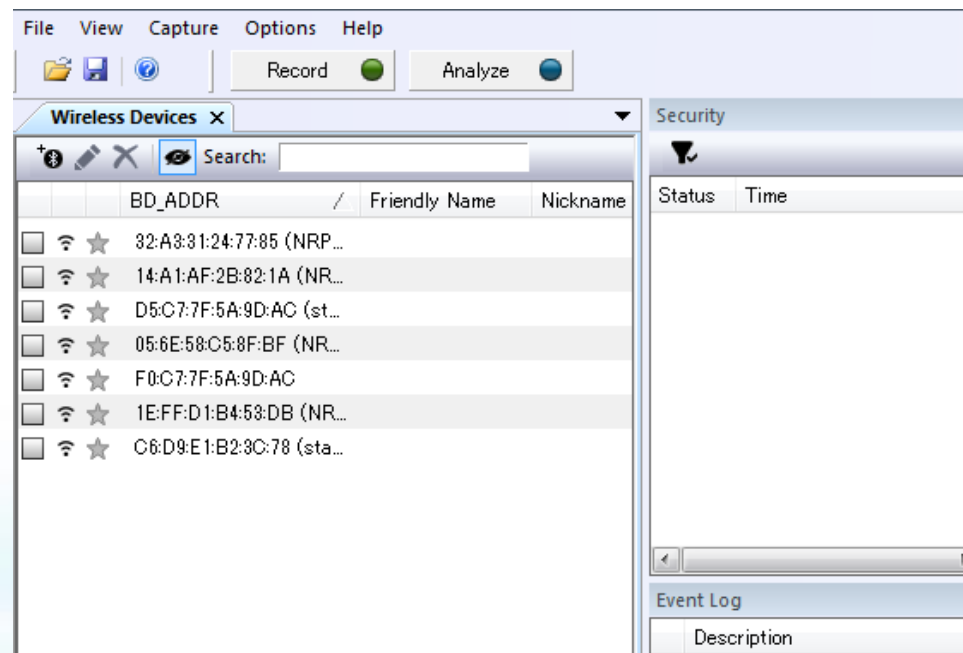 File View Capture Options Help
Record Analyze
Wireless Devices
Search:
BD_ADDR Friendly Name Nickname
32:A3:31:24:77:85 (NRP...
14:A1:AF:2B:82:1A (NR...
D5:C7:7F:5A:9D:AC (st...
05:6E:58:C5:8F:BF (NR...
F0:C7:7F:5A:9D:AC
1E:FF:D1:B4:53:DB (NR...
C6:D9:E1:B2:3C:78 (sta...
Security
Status Time
Event Log
Description